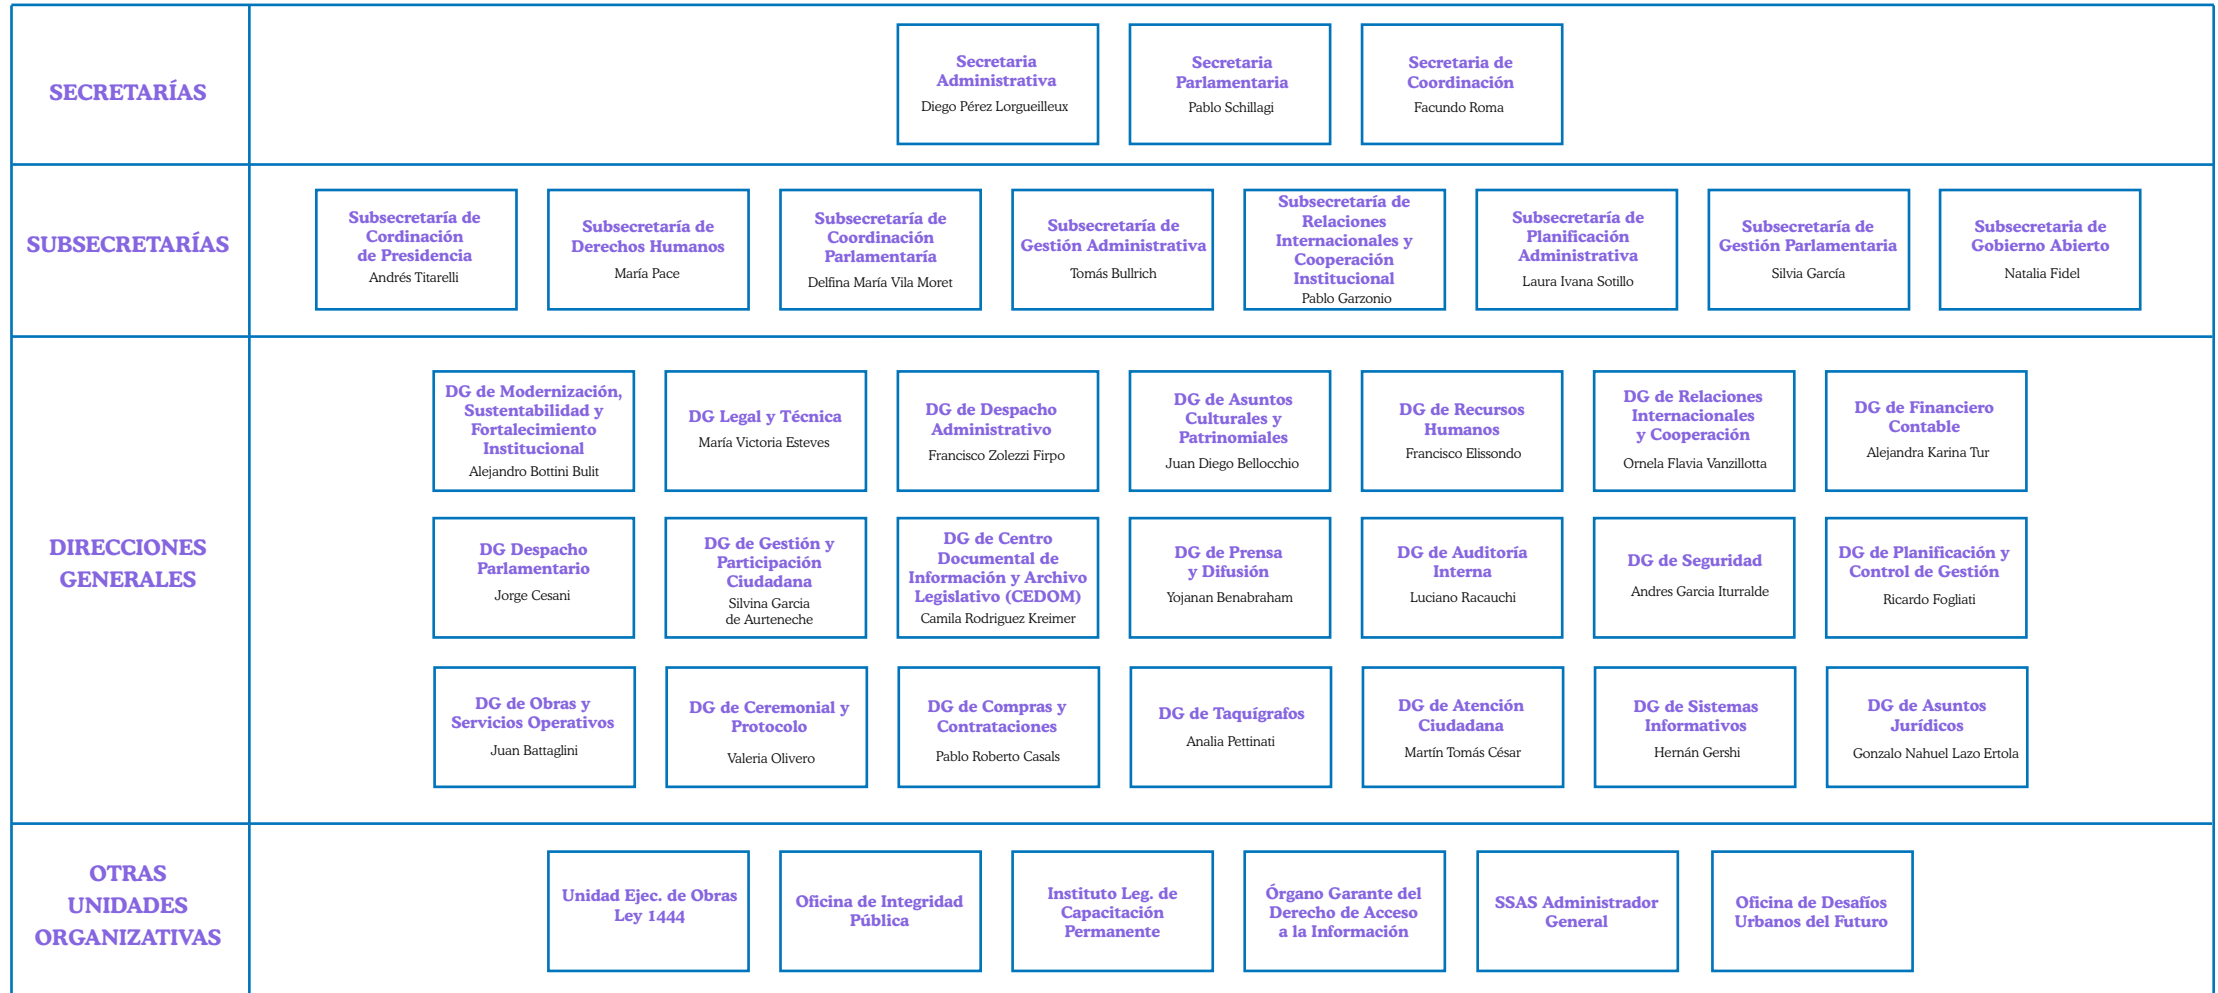 SECRETARÍAS
Secretaria
Administrativa
Diego Pérez Lorgueilleux
Secretaria
Parlamentaria
Pablo Schillagi
Secretaria de
Coordinación
Facundo Roma
SUBSECRETARÍAS
Subsecretaría de
Cordinación
de Presidencia
Andrés Titarelli
Subsecretaría de
Derechos Humanos
María Pace
Subsecretaría de
Coordinación
Parlamentaría
Delfina María Vila Moret
Subsecretaría de
Gestión Administrativa
Tomás Bullrich
Subsecretaría de
Relaciones
Internacionales y
Cooperación
Institucional
Pablo Garzonio
Subsecretaría de
Planificación
Administrativa
Laura Ivana Sotillo
Subsecretaría de
Gestión Parlamentaria
Silvia García
Subsecretaria de
Gobierno Abierto
Natalia Fidel
DIRECCIONES
GENERALES
DG de Modernización,
Sustentabilidad y
Fortalecimiento
Institucional
Alejandro Bottini Bulit
DG Legal y Técnica
María Victoria Esteves
DG de Despacho
Administrativo
Francisco Zolezzi Firpo
DG de Asuntos
Culturales y
Patrinomiales
Juan Diego Bellocchio
DG de Recursos
Humanos
Francisco Elissondo
DG de Relaciones
Internacionales
y Cooperación
Ornela Flavia Vanzillotta
DG de Financiero
Contable
Alejandra Karina Tur
DG Despacho
Parlamentario
Jorge Cesani
DG de Gestión y
Participación
Ciudadana
Silvina Garcia
de Aurteneche
DG de Centro
Documental de
Información y Archivo
Legislativo (CEDOM)
Camila Rodriguez Kreimer
DG de Prensa
y Difusión
Yojanan Benabraham
DG de Auditoría
Interna
Luciano Racauchi
DG de Seguridad
Andres Garcia Iturralde
DG de Planificación y
Control de Gestión
Ricardo Fogliati
DG de Obras y
Servicios Operativos
Juan Battaglini
DG de Ceremonial y
Protocolo
Valeria Olivero
DG de Compras y
Contrataciones
Pablo Roberto Casals
DG de Taquígrafos
Analia Pettinati
DG de Atención
Ciudadana
Martín Tomás César
DG de Sistemas
Informativos
Hernán Gershi
DG de Asuntos
Jurídicos
Gonzalo Nahuel Lazo Ertola
OTRAS
UNIDADES
ORGANIZATIVAS
Unidad Ejec. de Obras
Ley 1444
Oficina de Integridad
Pública
Instituto Leg. de
Capacitación
Permanente
Órgano Garante del
Derecho de Acceso
a la Información
SSAS Administrador
General
Oficina de Desafíos
Urbanos del Futuro